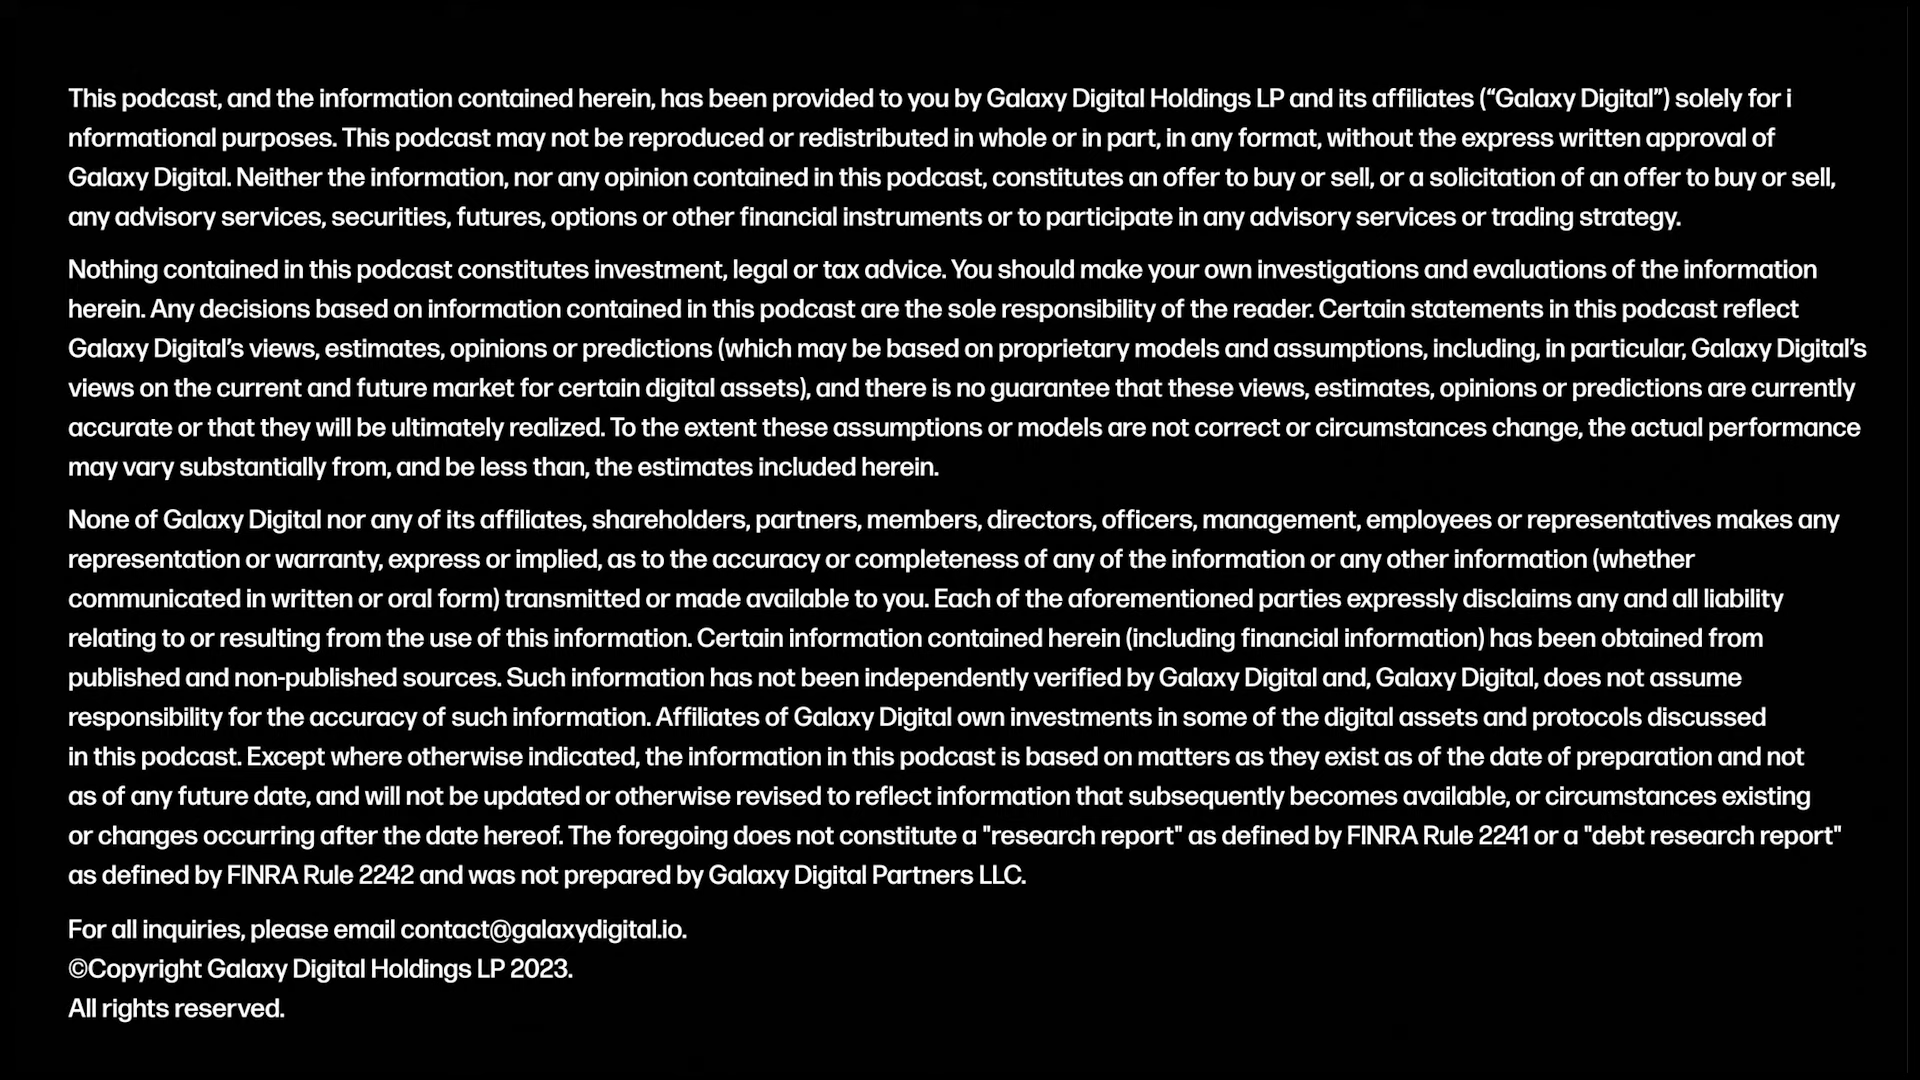 This podcast, and the information contained herein, has been provided to you by Galaxy Digital Holdings LP and its affiliates (“Galaxy Digital”) solely for i
nformational purposes. This podcast may not be reproduced or redistributed in whole or in part, in any format, without the express written approval of
Galaxy Digital. Neither the information, nor any opinion contained in this podcast, constitutes an offer to buy or sell, or a solicitation of an offer to buy or sell,
any advisory services, securities, futures, options or other financial instruments or to participate in any advisory services or trading strategy.
Nothing contained in this podcast constitutes investment, legal or tax advice. You should make your own investigations and evaluations of the information
herein. Any decisions based on information contained in this podcast are the sole responsibility of the reader. Certain statements in this podcast reflect
Galaxy Digital’s views, estimates, opinions or predictions (which may be based on proprietary models and assumptions, including, in particular, Galaxy Digital’s
views on the current and future market for certain digital assets), and there is no guarantee that these views, estimates, opinions or predictions are currently
accurate or that they will be ultimately realized. To the extent these assumptions or models are not correct or circumstances change, the actual performance
may vary substantially from, and be less than, the estimates included herein.
None of Galaxy Digital nor any of its affiliates, shareholders, partners, members, directors, officers, management, employees or representatives makes any
representation or warranty, express or implied, as to the accuracy or completeness of any of the information or any other information (whether
communicated in written or oral form) transmitted or made available to you. Each of the aforementioned parties expressly disclaims any and all liability
relating to or resulting from the use of this information. Certain information contained herein (including financial information) has been obtained from
published and non-published sources. Such information has not been independently verified by Galaxy Digital and, Galaxy Digital, does not assume
responsibility for the accuracy of such information. Affiliates of Galaxy Digital own investments in some of the digital assets and protocols discussed
in this podcast. Except where otherwise indicated, the information in this podcast is based on matters as they exist as of the date of preparation and not
as of any future date, and will not be updated or otherwise revised to reflect information that subsequently becomes available, or circumstances existing
or changes occurring after the date hereof. The foregoing does not constitute a "research report" as defined by FINRA Rule 2241 or a "debt research report"
as defined by FINRA Rule 2242 and was not prepared by Galaxy Digital Partners LLC.
For all inquiries, please email contact@galaxydigital.io.
©Copyright Galaxy Digital Holdings LP 2023.
All rights reserved.